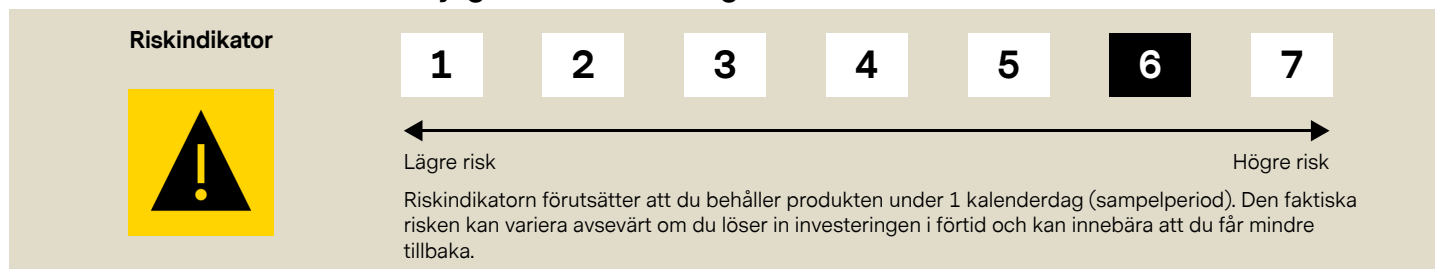 Riskindikator
1 2 3 4 5 6 7
Lägre risk Högre risk
Riskindikatorn förutsätter att du behåller produkten under 1 kalenderdag (sampelperiod). Den faktiska
risken kan variera avsevärt om du löser in investeringen i förtid och kan innebära att du får mindre
tillbaka.